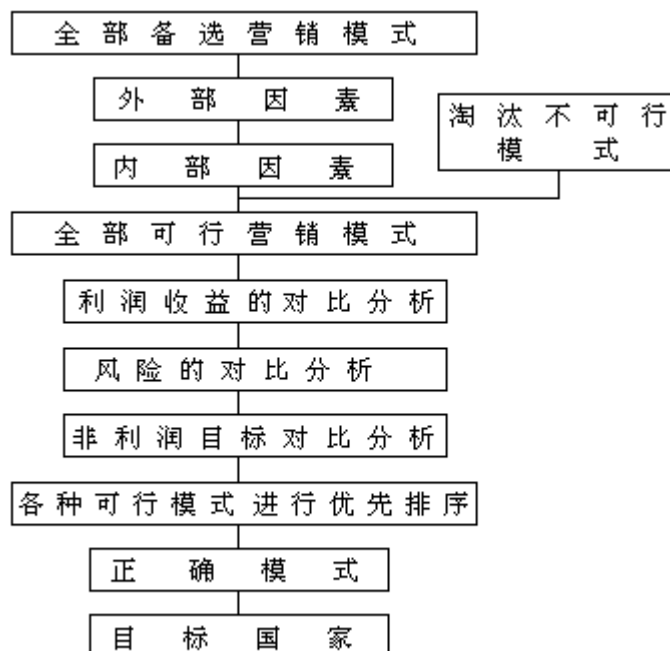 全部备选营销模式
外部因素
淘汰不可行
模式
内部因素
全部可行营销模式
利润收益的对比分析
风险的对比分析
非利润目标对比分析
各种可行模式进行优先排序
正确模式
目标国家